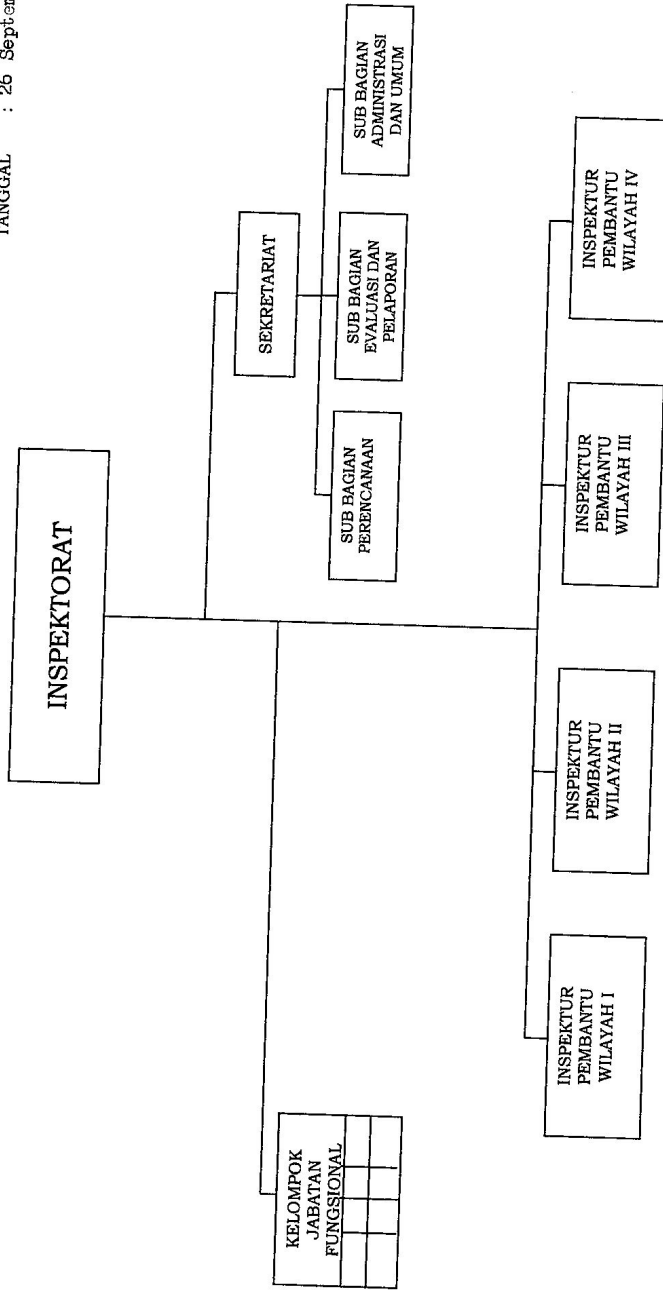 TANGGAL : 26
INSPEKTORAT
SEKRETARIAT
SUB BAGIAN
PERENCANAAN
SUB BAGIAN
EVALUASI DAN
PELAPORAN
SUB BAGIAN
ADMINISTRASI
DAN UMUM
KELOMPOK
JABATAN
FUNGSIONAL
INSPEKTUR
PEMBANTU
WILAYAH I
INSPEKTUR
PEMBANTU
WILAYAH II
INSPEKTUR
PEMBANTU
WILAYAH III
INSPEKTUR
PEMBANTU
WILAYAH IV